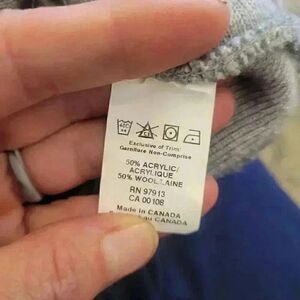 Exclusive of Trim/
Garniture Non-Comprise
50% ACRYLIC/
ACRYLIQUE
50% WOOL/LAINE
RN 97913
CA 00108
Made in CANADA
au CANADA